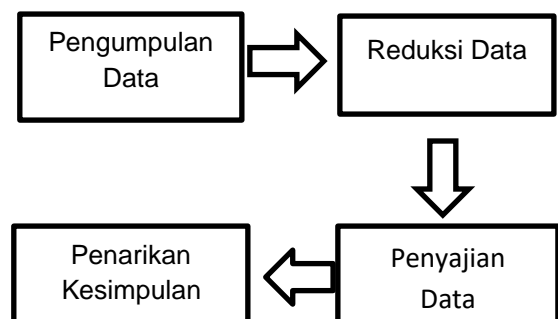 Pengumpulan
Data
Reduksi Data
Penyajian
Data
Penarikan
Kesimpulan